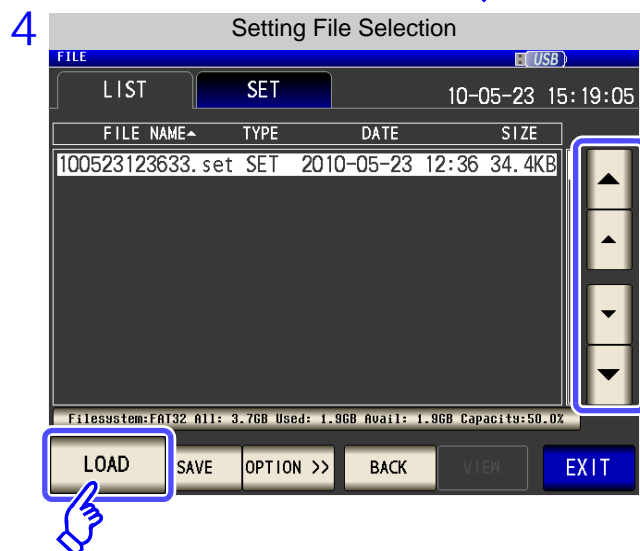 4
Setting File Selection
FILE USB
LIST SET 10-05-23 15:19:05
FILE NAME▲ TYPE DATE SIZE
100523123633.set SET 2010-05-23 12:36 34.4KB
Filesystem:FAT32 All: 3.7GB Used: 1.9GB Avail: 1.9GB Capacity:50.0%
LOAD SAVE OPTION >> BACK VIEW EXIT